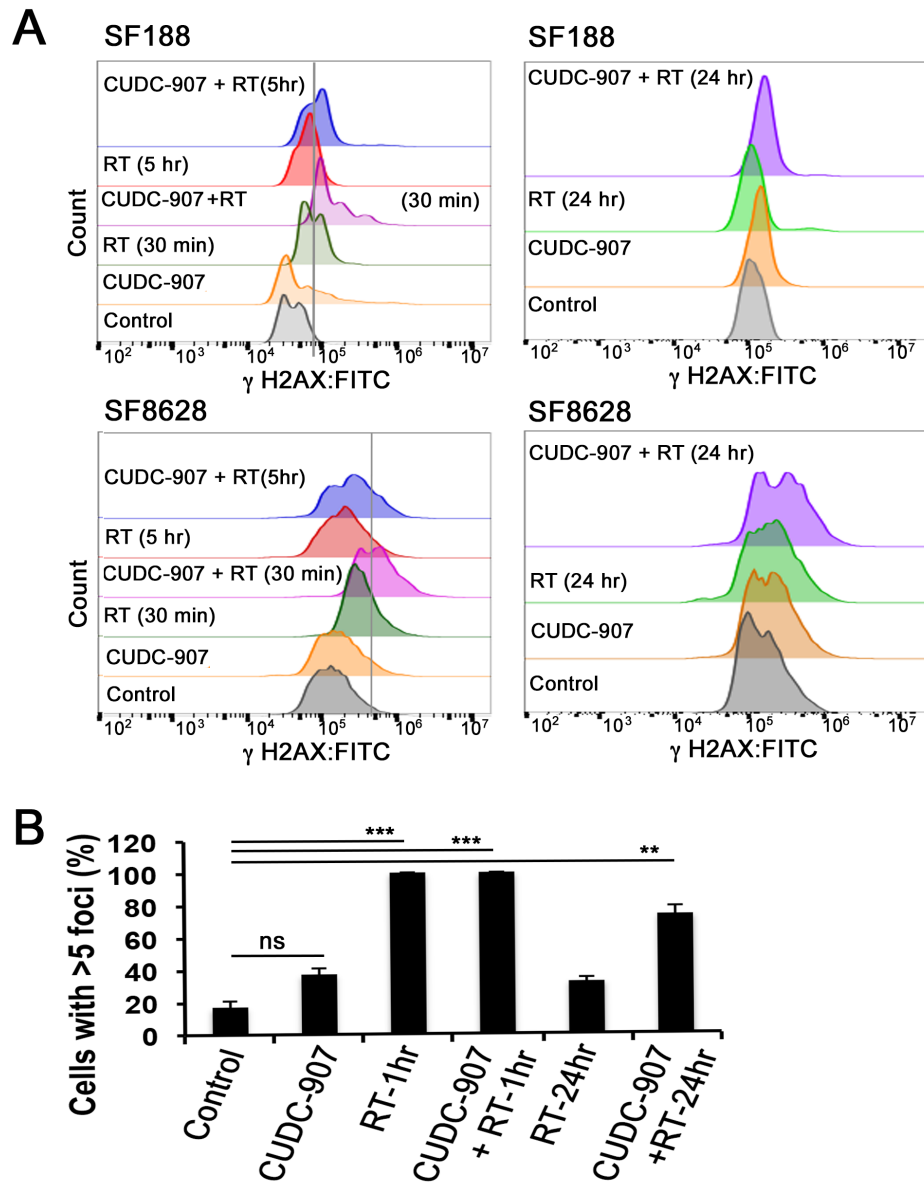 A
SF188
CUDC-907 + RT(5hr)
RT (5 hr)
CUDC-907 +RT (30 min)
RT (30 min)
CUDC-907
Control
Count
10² 10³ 10⁴ 10⁵ 10⁶ 10⁷
γ H2AX:FITC
SF188
CUDC-907 + RT (24 hr)
RT (24 hr)
CUDC-907
Control
10² 10³ 10⁴ 10⁵ 10⁶ 10⁷
γ H2AX:FITC
SF8628
CUDC-907 + RT(5hr)
RT (5 hr)
CUDC-907 + RT (30 min)
RT (30 min)
CUDC-907
Control
Count
10² 10³ 10⁴ 10⁵ 10⁶ 10⁷
γ H2AX:FITC
SF8628
CUDC-907 + RT (24 hr)
RT (24 hr)
CUDC-907
Control
10² 10³ 10⁴ 10⁵ 10⁶ 10⁷
γ H2AX:FITC
B
Cells with >5 foci (%)
120
100
80
60
40
20
0
***
***
**
ns
Control
CUDC-907
RT-1hr
CUDC-907
+ RT-1hr
RT-24hr
CUDC-907
+RT-24hr